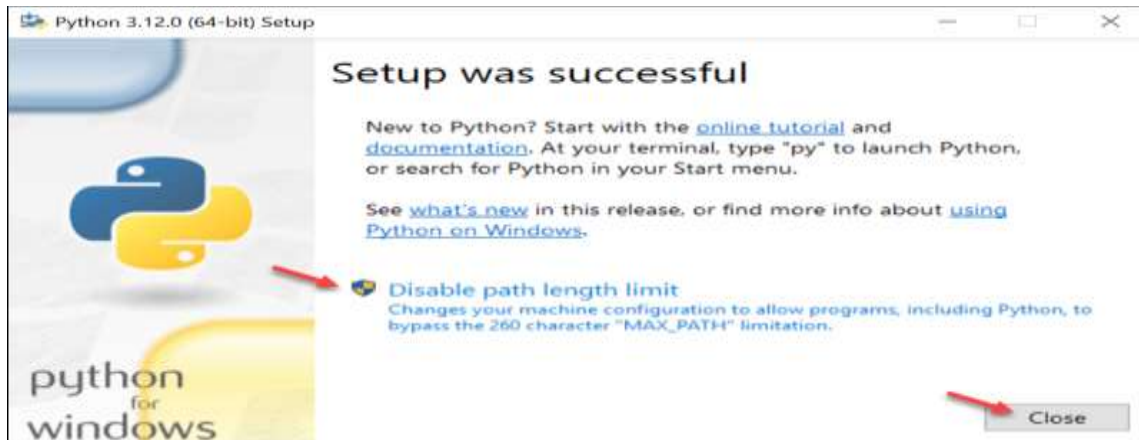 Python 3.12.0 (64-bit) Setup
Setup was successful
New to Python? Start with the online tutorial and
documentation. At your terminal, type "py" to launch Python,
or search for Python in your Start menu.
See what's new in this release, or find more info about using
Python on Windows.
Disable path length limit
Changes your machine configuration to allow programs, including Python, to
bypass the 260 character "MAX_PATH" limitation.
python
for
windows
Close